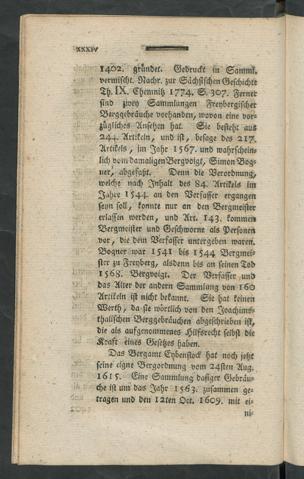 XXXIV
1402. gründet. Gedruckt in Samml.
vermischt. Nachr. zur Sächsischen Geschichte
Th. IX. Chemnitz 1774. S. 307. Ferner
sind zwey Sammlungen Freybergischer
Berggebräuche vorhanden, wovon eine vor-
zügliches Ansehen hat. Sie besteht aus
244. Artikeln, und ist, besage des 217.
Artikels, im Jahr 1567. und wahrschein-
lich vom damaligen Bergvoigt, Simon Bog-
ner, abgefaßt. Denn die Verordnung,
welche nach Inhalt des 84. Artikels im
Jahre 1544 an den Verfasser ergangen
seyn soll, konnte nur an den Bergmeister
erlassen werden, und Art. 143. kommen
Bergmeister und Geschworne als Personen
vor, die dem Verfasser untergeben waren.
Bogner war 1541 bis 1544 Bergmei-
ster zu Freyberg, alsdenn bis an seinen Tod
1568. Bergvoigt. Der Verfasser und
das Alter der andern Sammlung von 160
Artikeln ist nicht bekannt. Sie hat keinen
Werth, da sie wörtlich von den Joachims-
thalischen Berggebräuchen abgeschrieben ist,
die als aufgenommenes Hilfsrecht selbst die
Kraft eines Gesetzes haben.
Das Bergamt Eybenstock hat noch jetzt
seine eigne Bergordnung vom 24sten Aug.
1615. Eine Sammlung dasiger Gebräu-
che ist um das Jahr 1563. zusammen ge-
tragen und den 12ten Oct. 1609. mit ei-
ni-